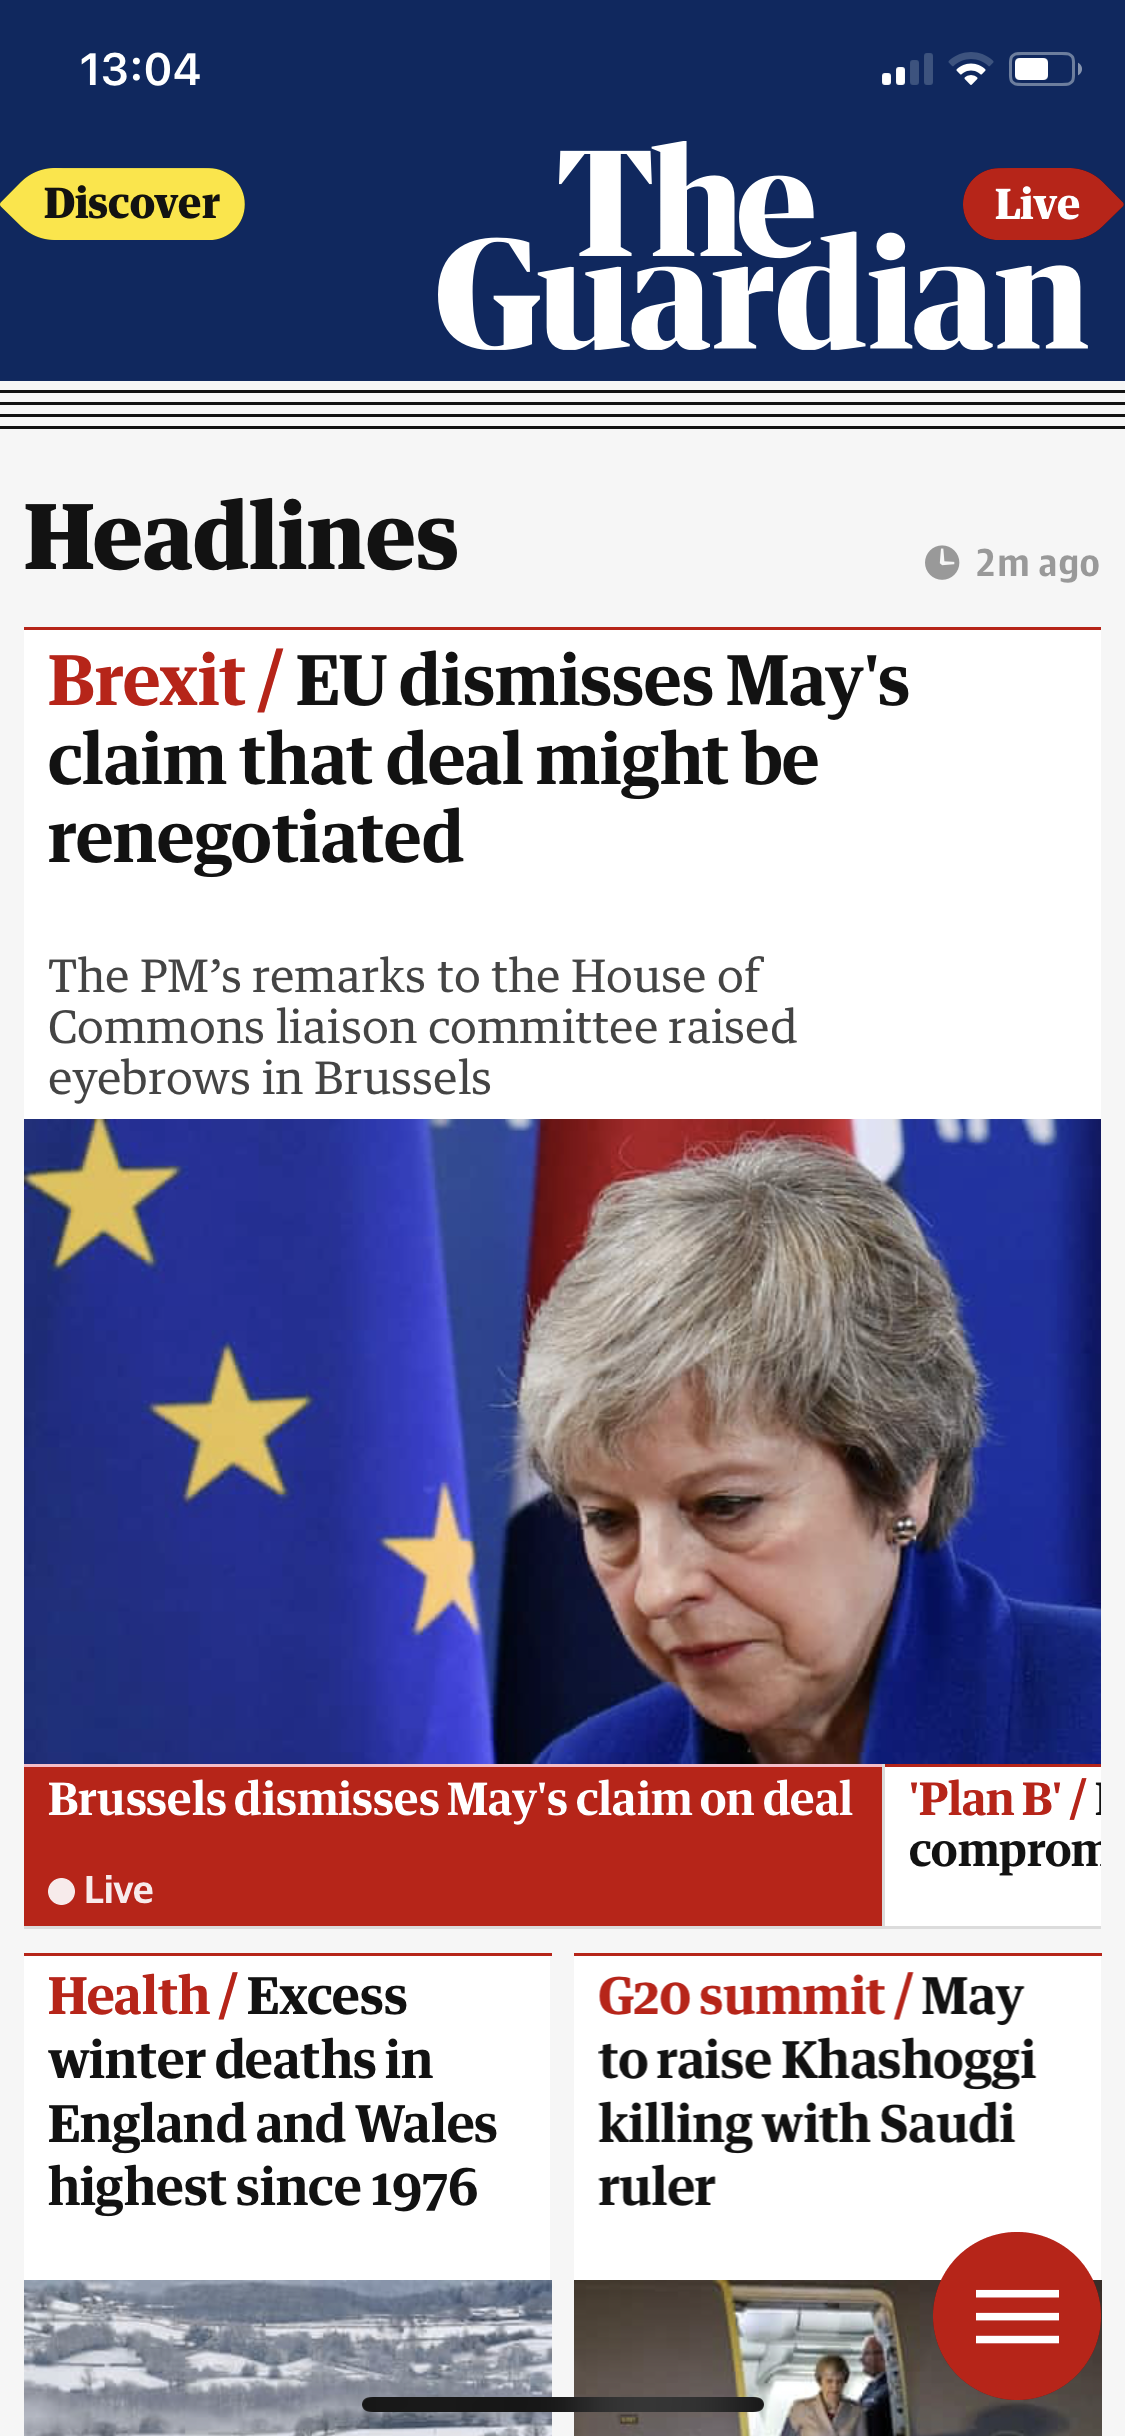 13:04
Discover
The
Guardian
Live
Headlines
2m ago
Brexit / EU dismisses May's
claim that deal might be
renegotiated
The PM’s remarks to the House of
Commons liaison committee raised
eyebrows in Brussels
Brussels dismisses May's claim on deal
Live
'Plan B' /
Health / Excess
winter deaths in
England and Wales
highest since 1976
G20 summit / May
to raise Khashoggi
killing with Saudi
ruler